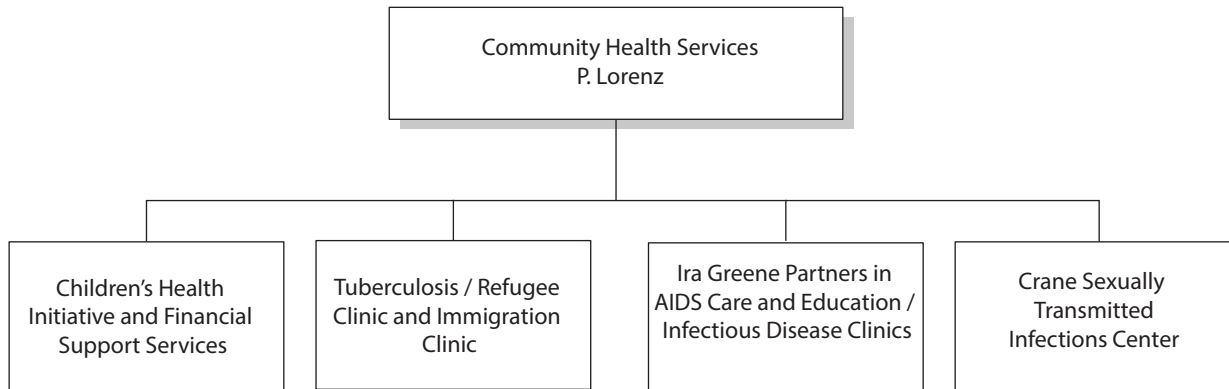 Community Health Services
P. Lorenz
Children’s Health
Initiative and Financial
Support Services
Tuberculosis / Refugee
Clinic and Immigration
Clinic
Ira Greene Partners in
AIDS Care and Education /
Infectious Disease Clinics
Crane Sexually
Transmitted
Infections Center